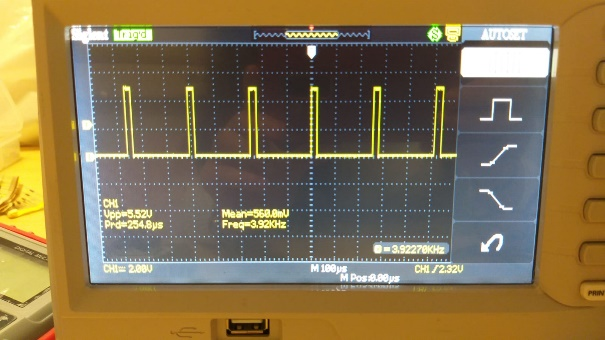 Siglent Trig'd AUTOSET
CH1
Vpp=5.52V Mean=560.0mV
Prd=254.8µs Freq=3.92KHz
=3.92270KHz
CH1 2.00V M 100µs CH1 /2.32V
M Pos:0.00µs
PRIN